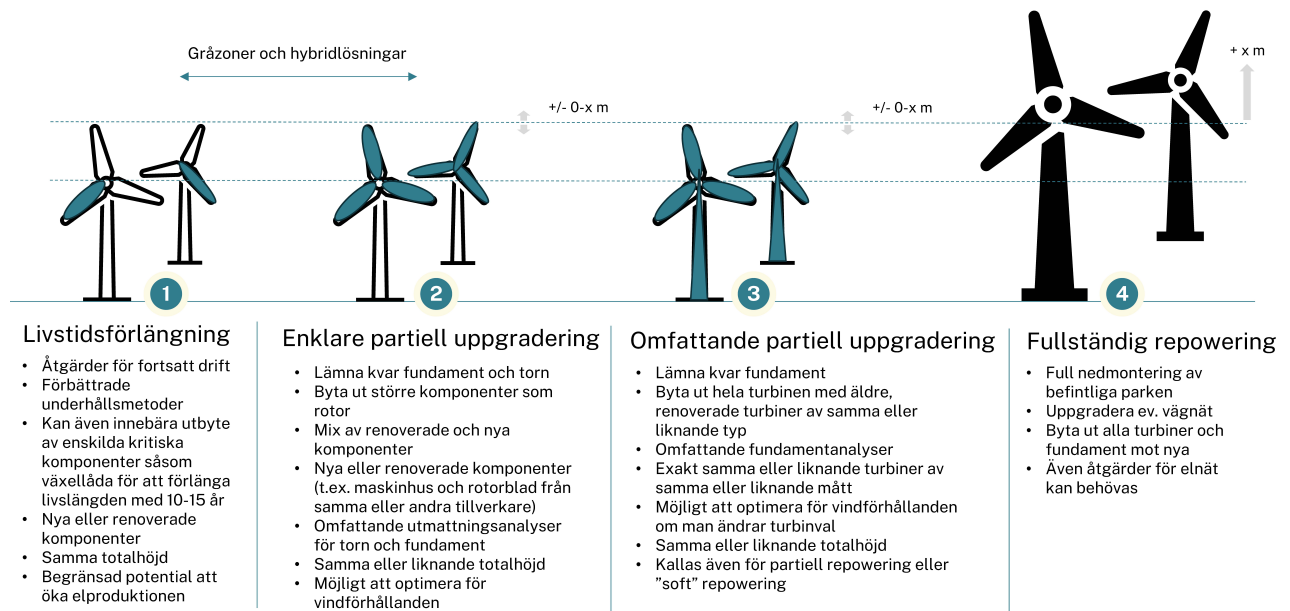 Gråzoner och hybridlösningar
+/- 0-x m
+/- 0-x m
+ x m
1
2
3
4
Livstidsförlängning
• Åtgärder för fortsatt drift
• Förbättrade
underhållsmetoder
• Kan även innebära utbyte
av enskilda kritiska
komponenter såsom
växellåda för att förlänga
livslängden med 10-15 år
• Nya eller renoverade
komponenter
• Samma totalhöjd
• Begränsad potential att
öka elproduktionen
Enklare partiell uppgradering
• Lämna kvar fundament och torn
• Byta ut större komponenter som
rotor
• Mix av renoverade och nya
komponenter
• Nya eller renoverade komponenter
(t.ex. maskinhus och rotorblad från
samma eller andra tillverkare)
• Omfattande utmattningsanalyser
för torn och fundament
• Samma eller liknande totalhöjd
• Möjligt att optimera för
vindförhållanden
Omfattande partiell uppgradering
• Lämna kvar fundament
• Byta ut hela turbinen med äldre,
renoverade turbiner av samma eller
liknande typ
• Omfattande fundamentanalyser
• Exakt samma eller liknande turbiner av
samma eller liknande mått
• Möjligt att optimera för vindförhållanden
om man ändrar turbinval
• Samma eller liknande totalhöjd
• Kallas även för partiell repowering eller
”soft” repowering
Fullständig repowering
• Full nedmontering av
befintliga parken
• Uppgradera ev. vägnät
• Byta ut alla turbiner och
fundament mot nya
• Även åtgärder för elnät
kan behövas